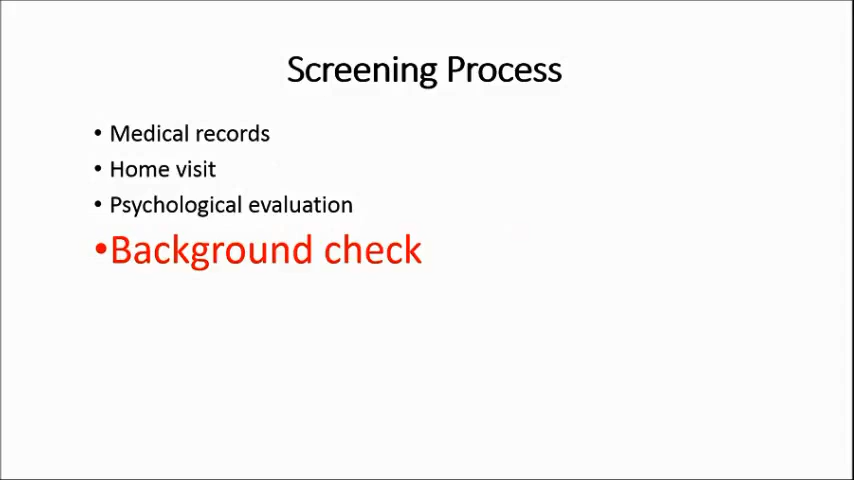 Screening Process
• Medical records
• Home visit
• Psychological evaluation
•Background check